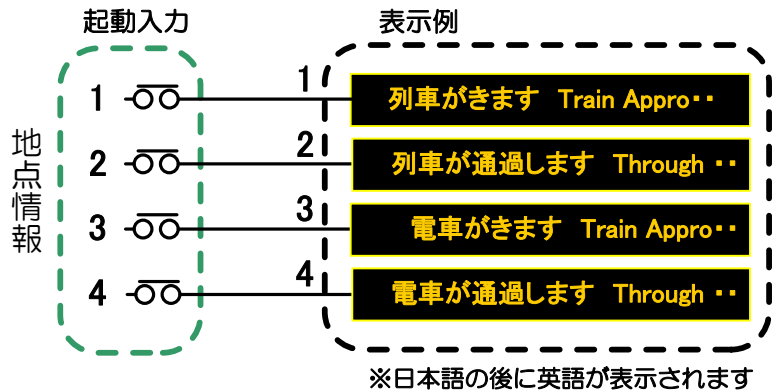 起動入力
表示例
地点情報
1 1 列車がきます Train Appro‥
2 2 列車が通過します Through ‥
3 3 電車がきます Train Appro‥
4 4 電車が通過します Through ‥
※日本語の後に英語が表示されます